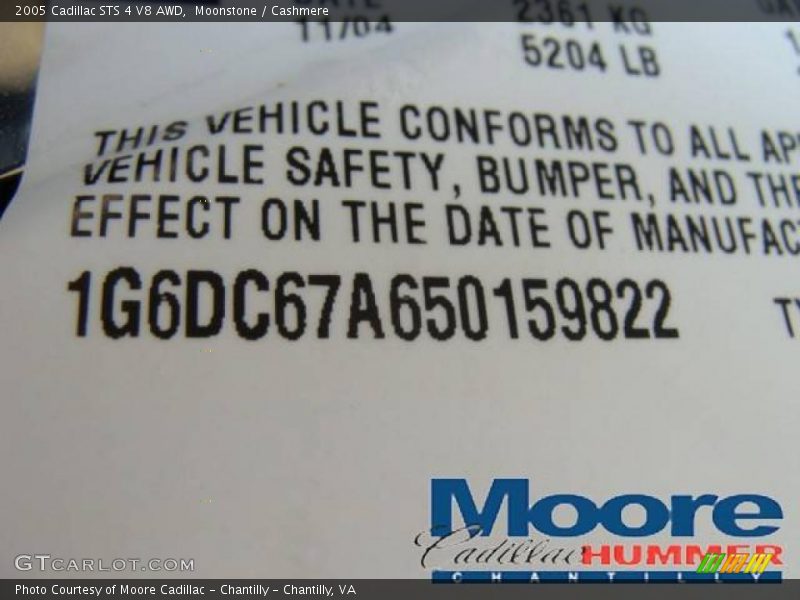 2005 Cadillac STS 4 V8 AWD, Moonstone / Cashmere
11/04
2361 KG
5204 LB
THIS VEHICLE CONFORMS TO ALL AP
VEHICLE SAFETY, BUMPER, AND THE
EFFECT ON THE DATE OF MANUFAC
1G6DC67A650159822
Moore
Cadillac HUMMER
CHANTILLY
GTCARLOT.COM
Photo Courtesy of Moore Cadillac - Chantilly - Chantilly, VA